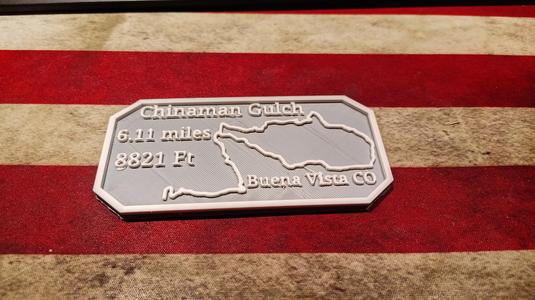 Chinaman Gulch
6.11 miles
8821 Ft
Buena Vista CO